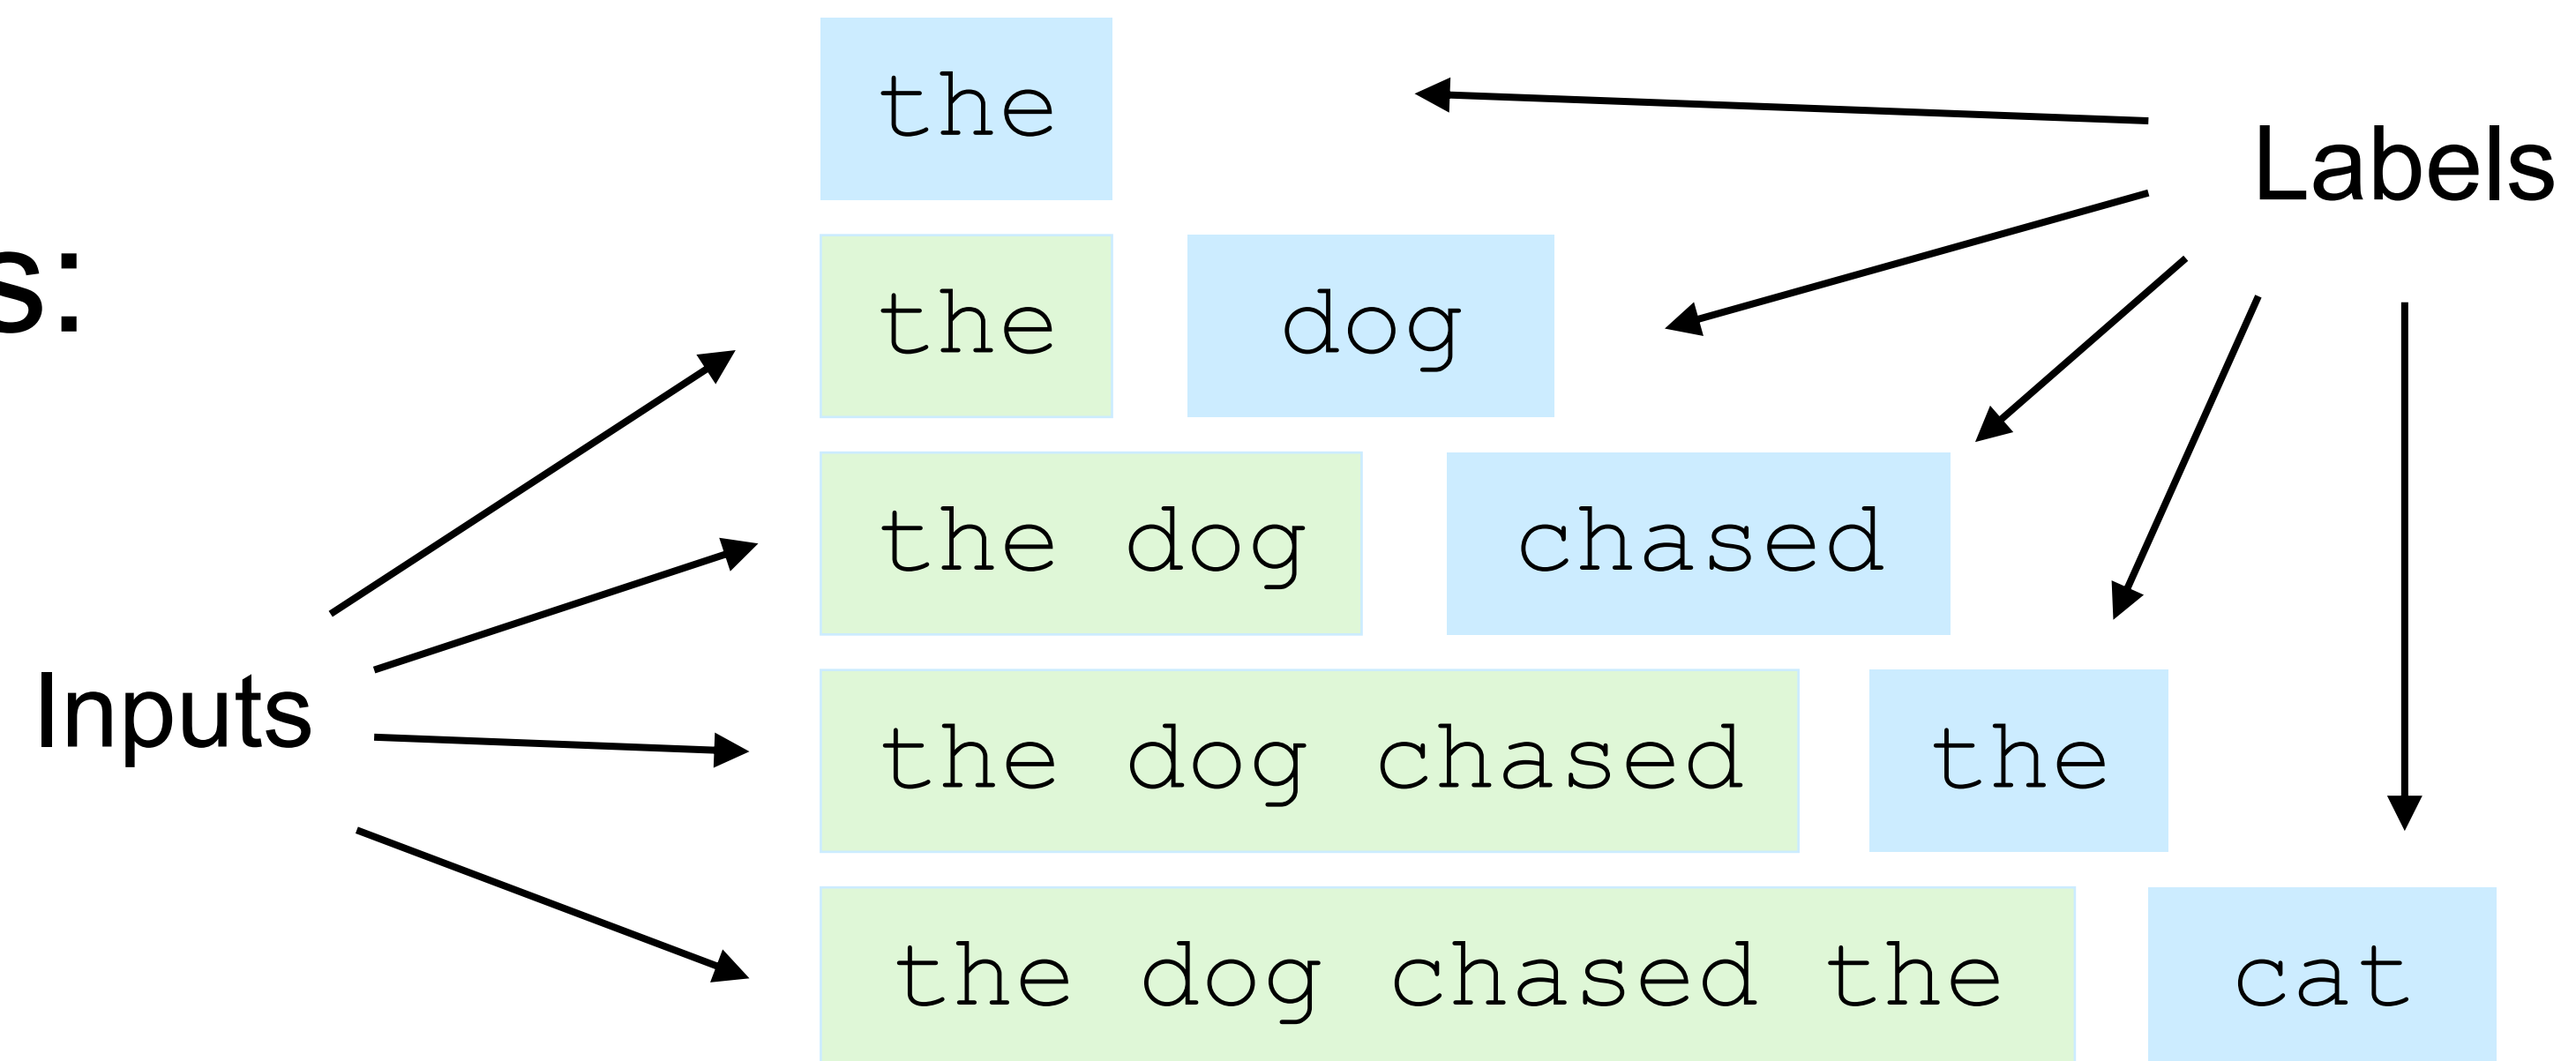 the
Labels
s:
the dog
the dog chased
Inputs
the dog chased the
the dog chased the cat